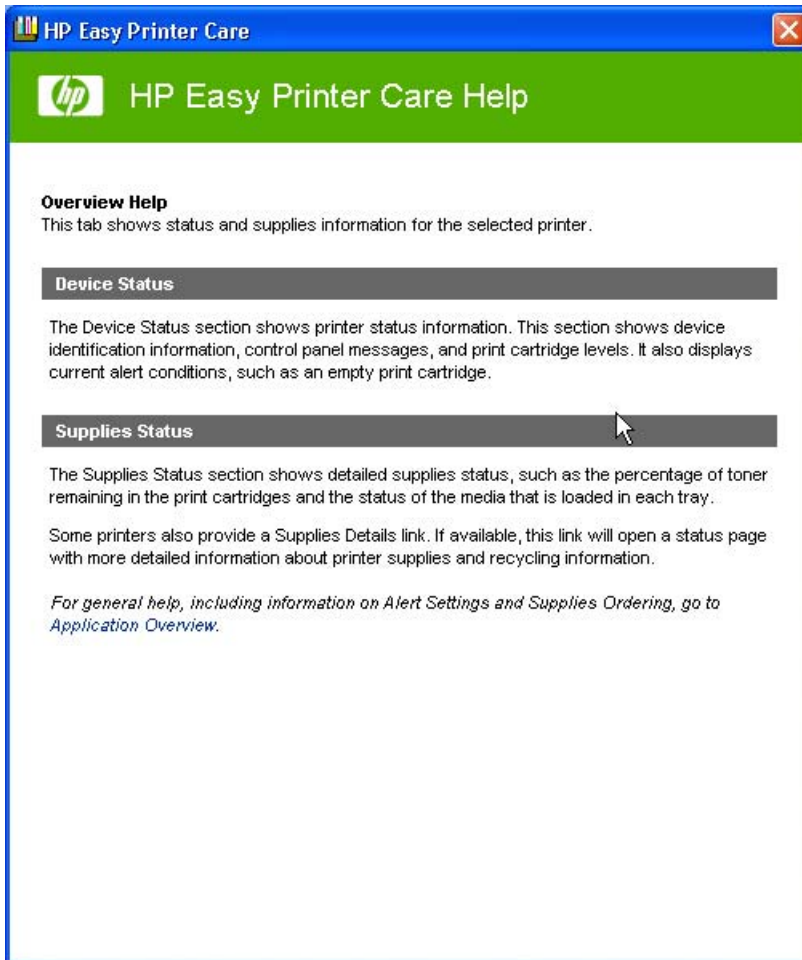 HP Easy Printer Care
hp HP Easy Printer Care Help
Overview Help
This tab shows status and supplies information for the selected printer.
Device Status
The Device Status section shows printer status information. This section shows device
identification information, control panel messages, and print cartridge levels. It also displays
current alert conditions, such as an empty print cartridge.
Supplies Status
The Supplies Status section shows detailed supplies status, such as the percentage of toner
remaining in the print cartridges and the status of the media that is loaded in each tray.
Some printers also provide a Supplies Details link. If available, this link will open a status page
with more detailed information about printer supplies and recycling information.
For general help, including information on Alert Settings and Supplies Ordering, go to
Application Overview.